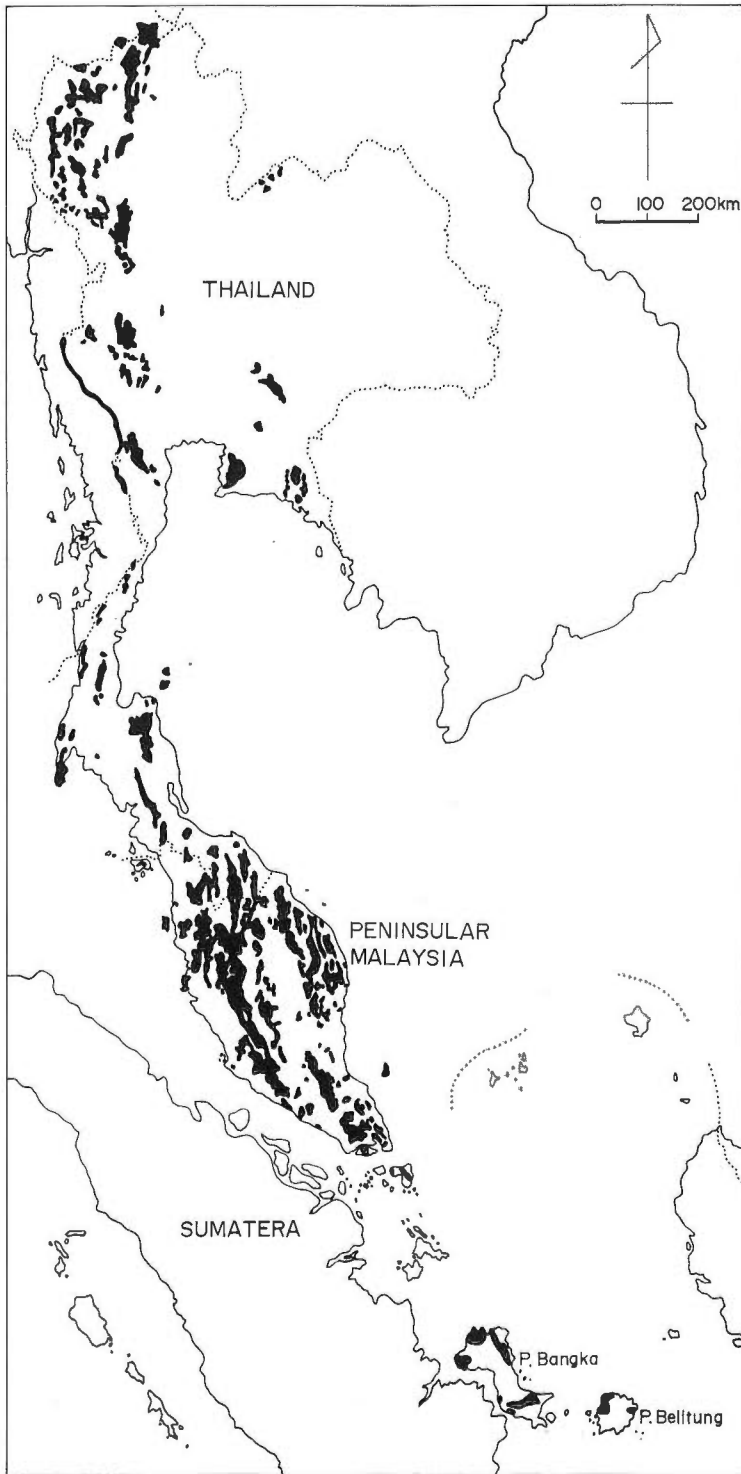 0 100 200km
THAILAND
PENINSULAR
MALAYSIA
SUMATERA
P. Bangka
P. Belitung